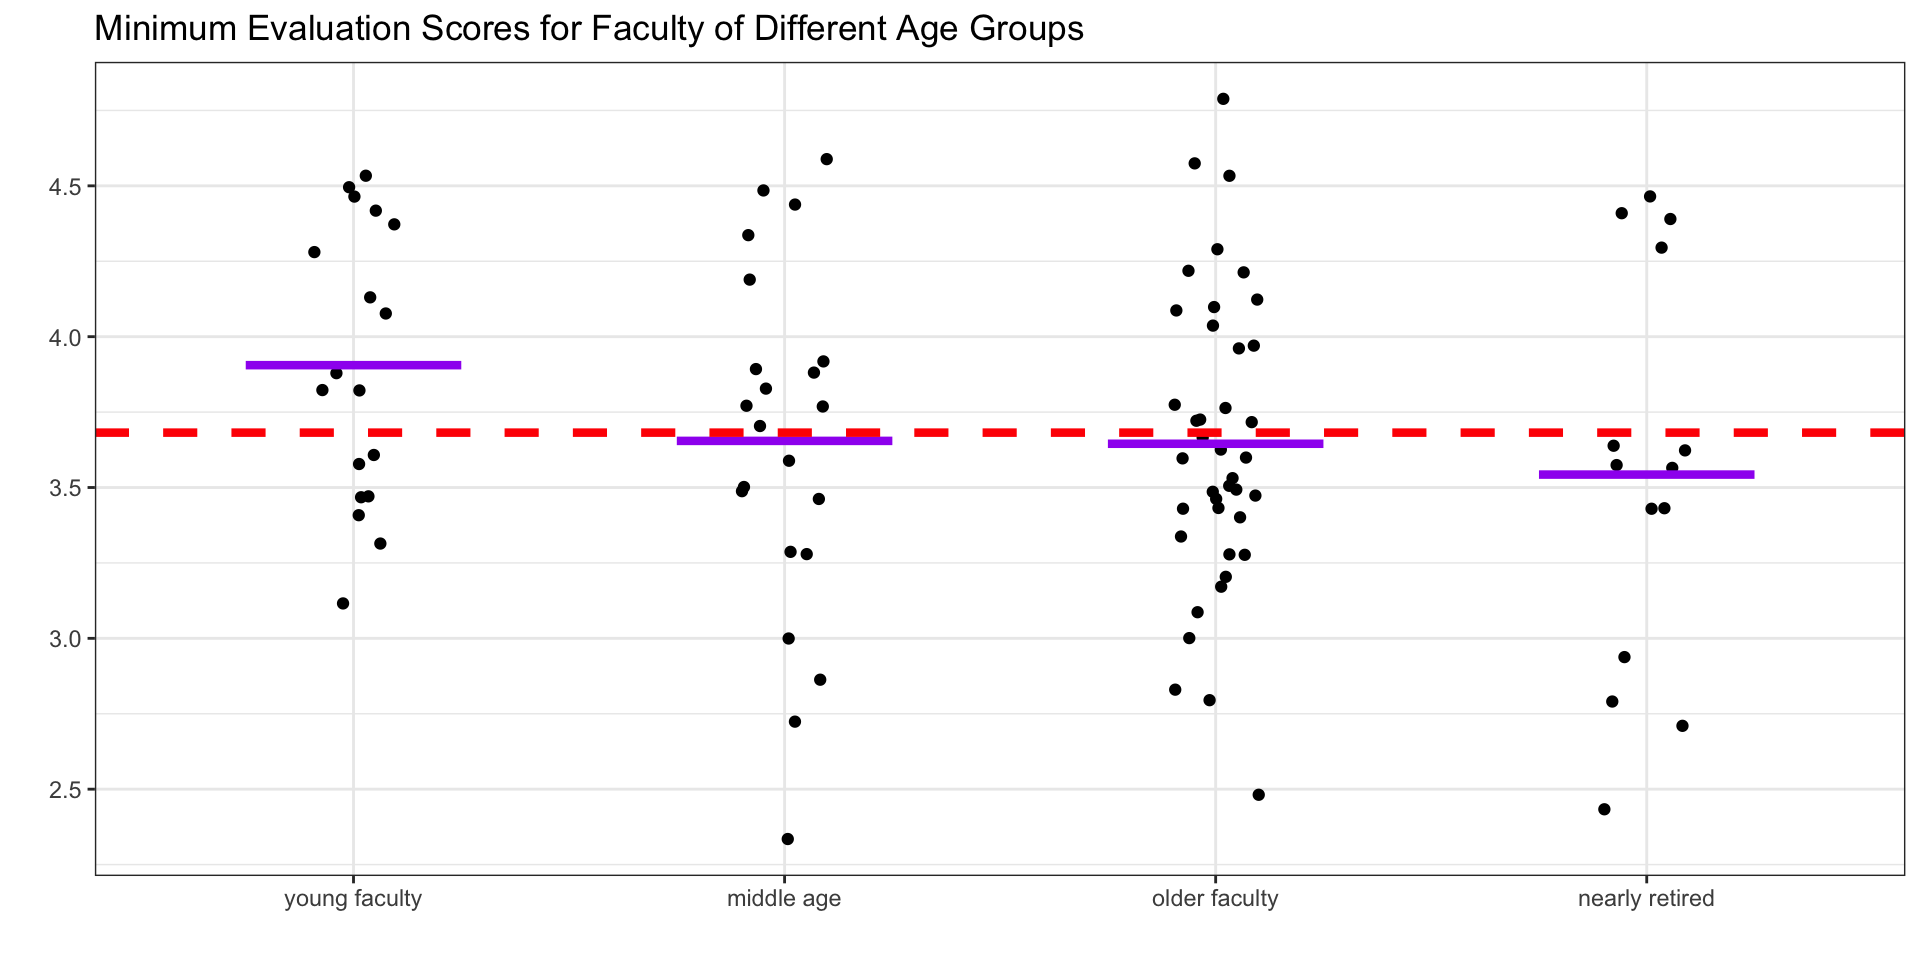 Minimum Evaluation Scores for Faculty of Different Age Groups
4.5
4.0
3.5
3.0
2.5
young faculty
middle age
older faculty
nearly retired